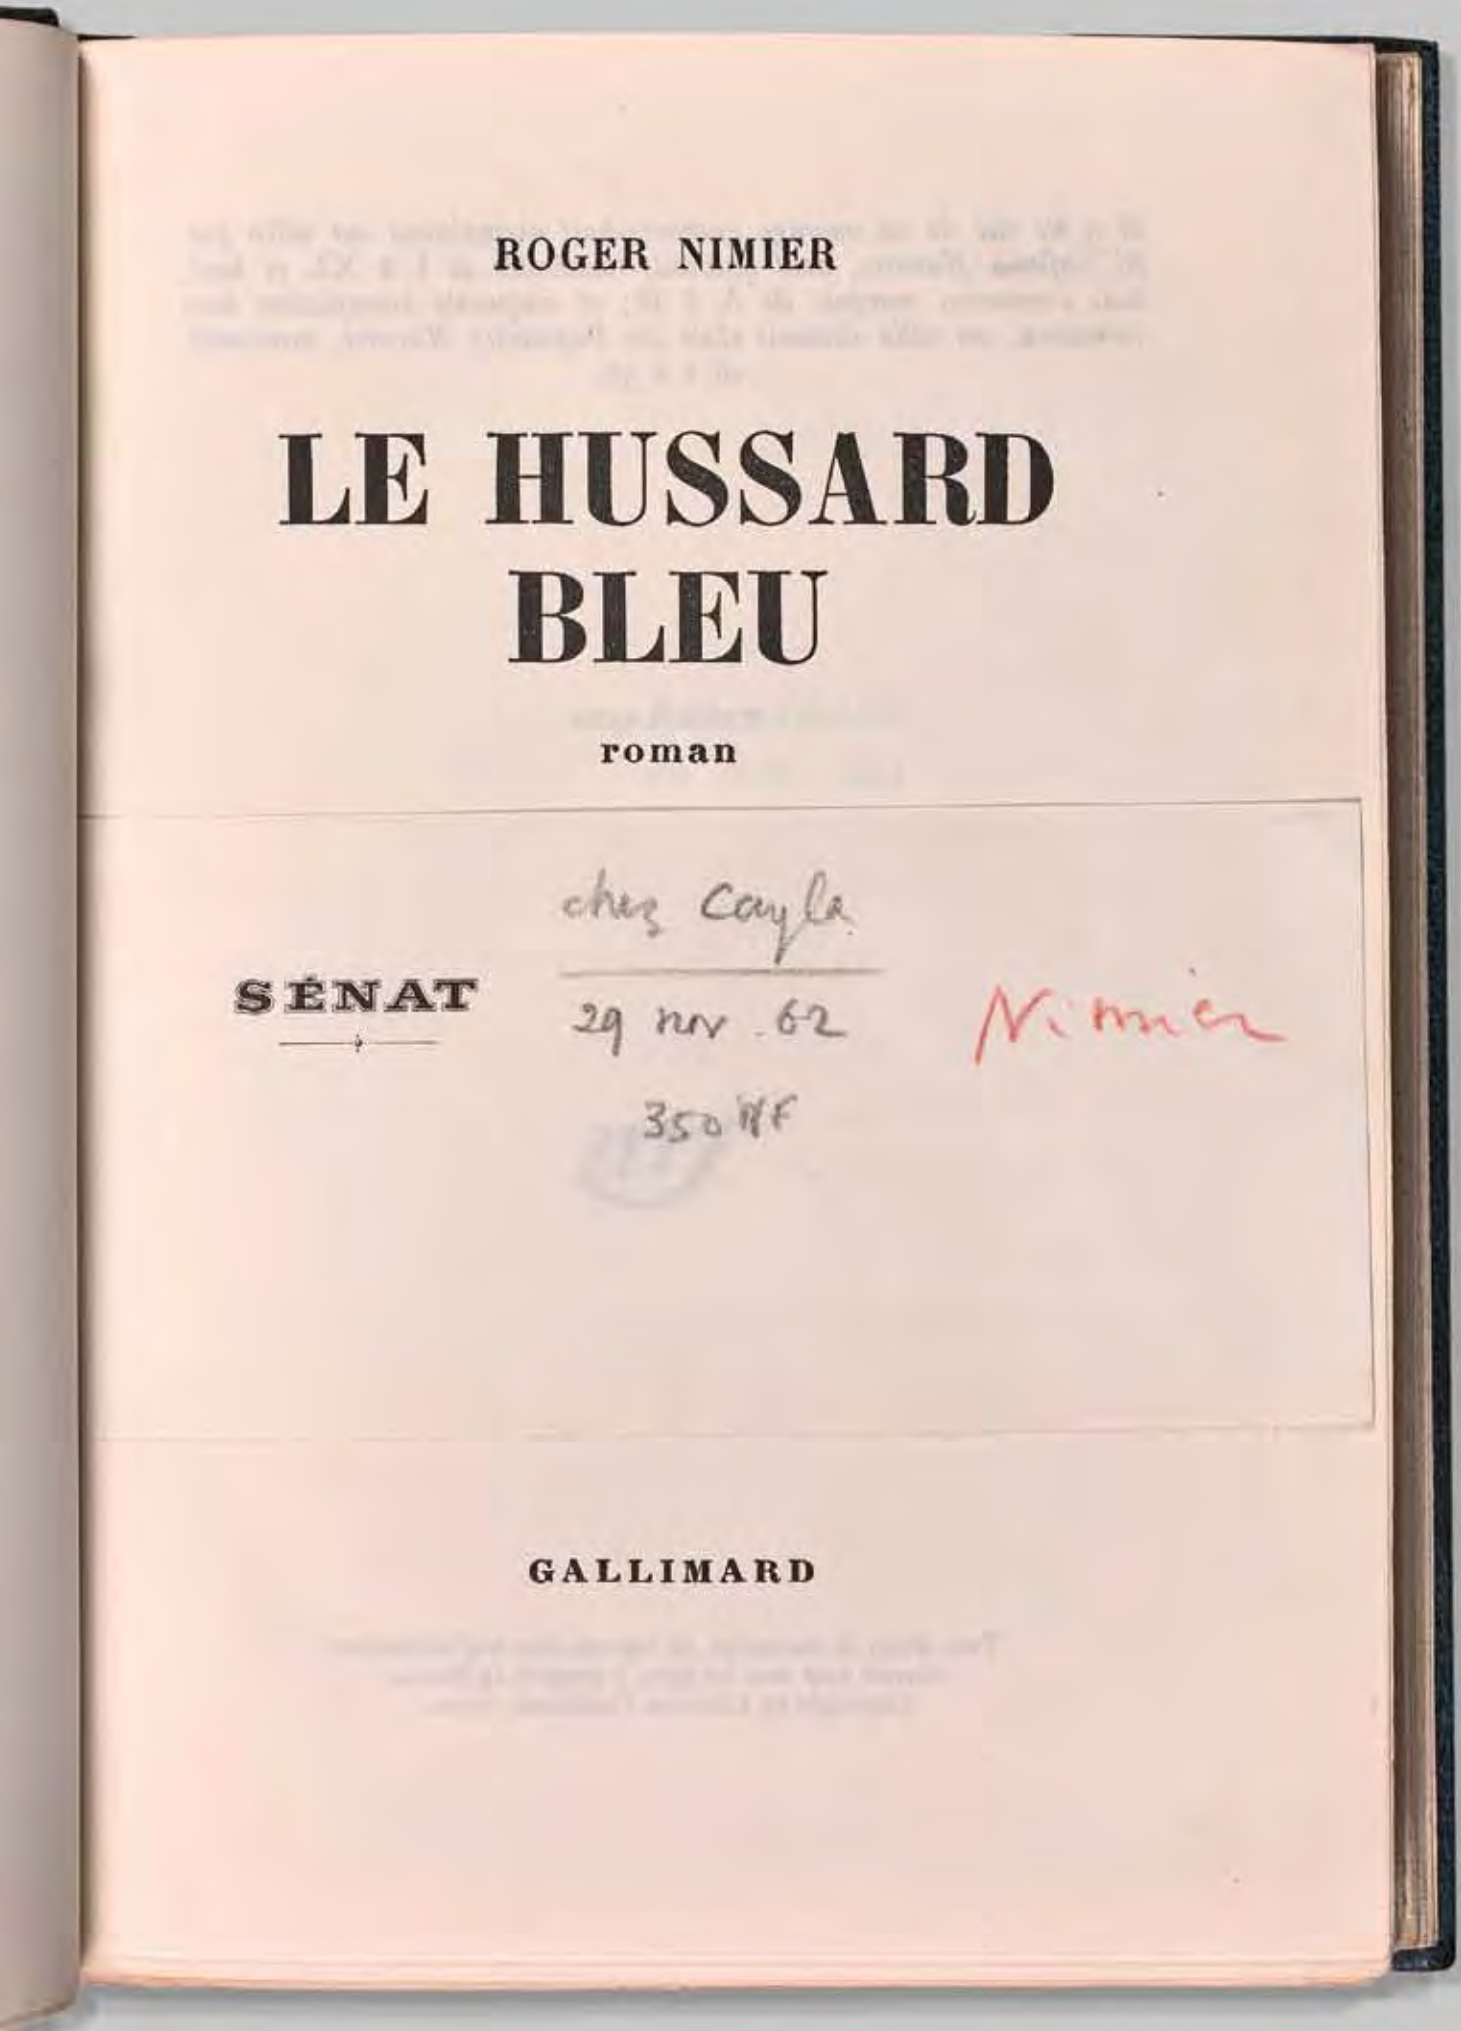 ROGER NIMIER
LE HUSSARD
BLEU
roman
chez Cayla
SÉNAT
29 nov. 62
Nimier
350 NF
GALLIMARD